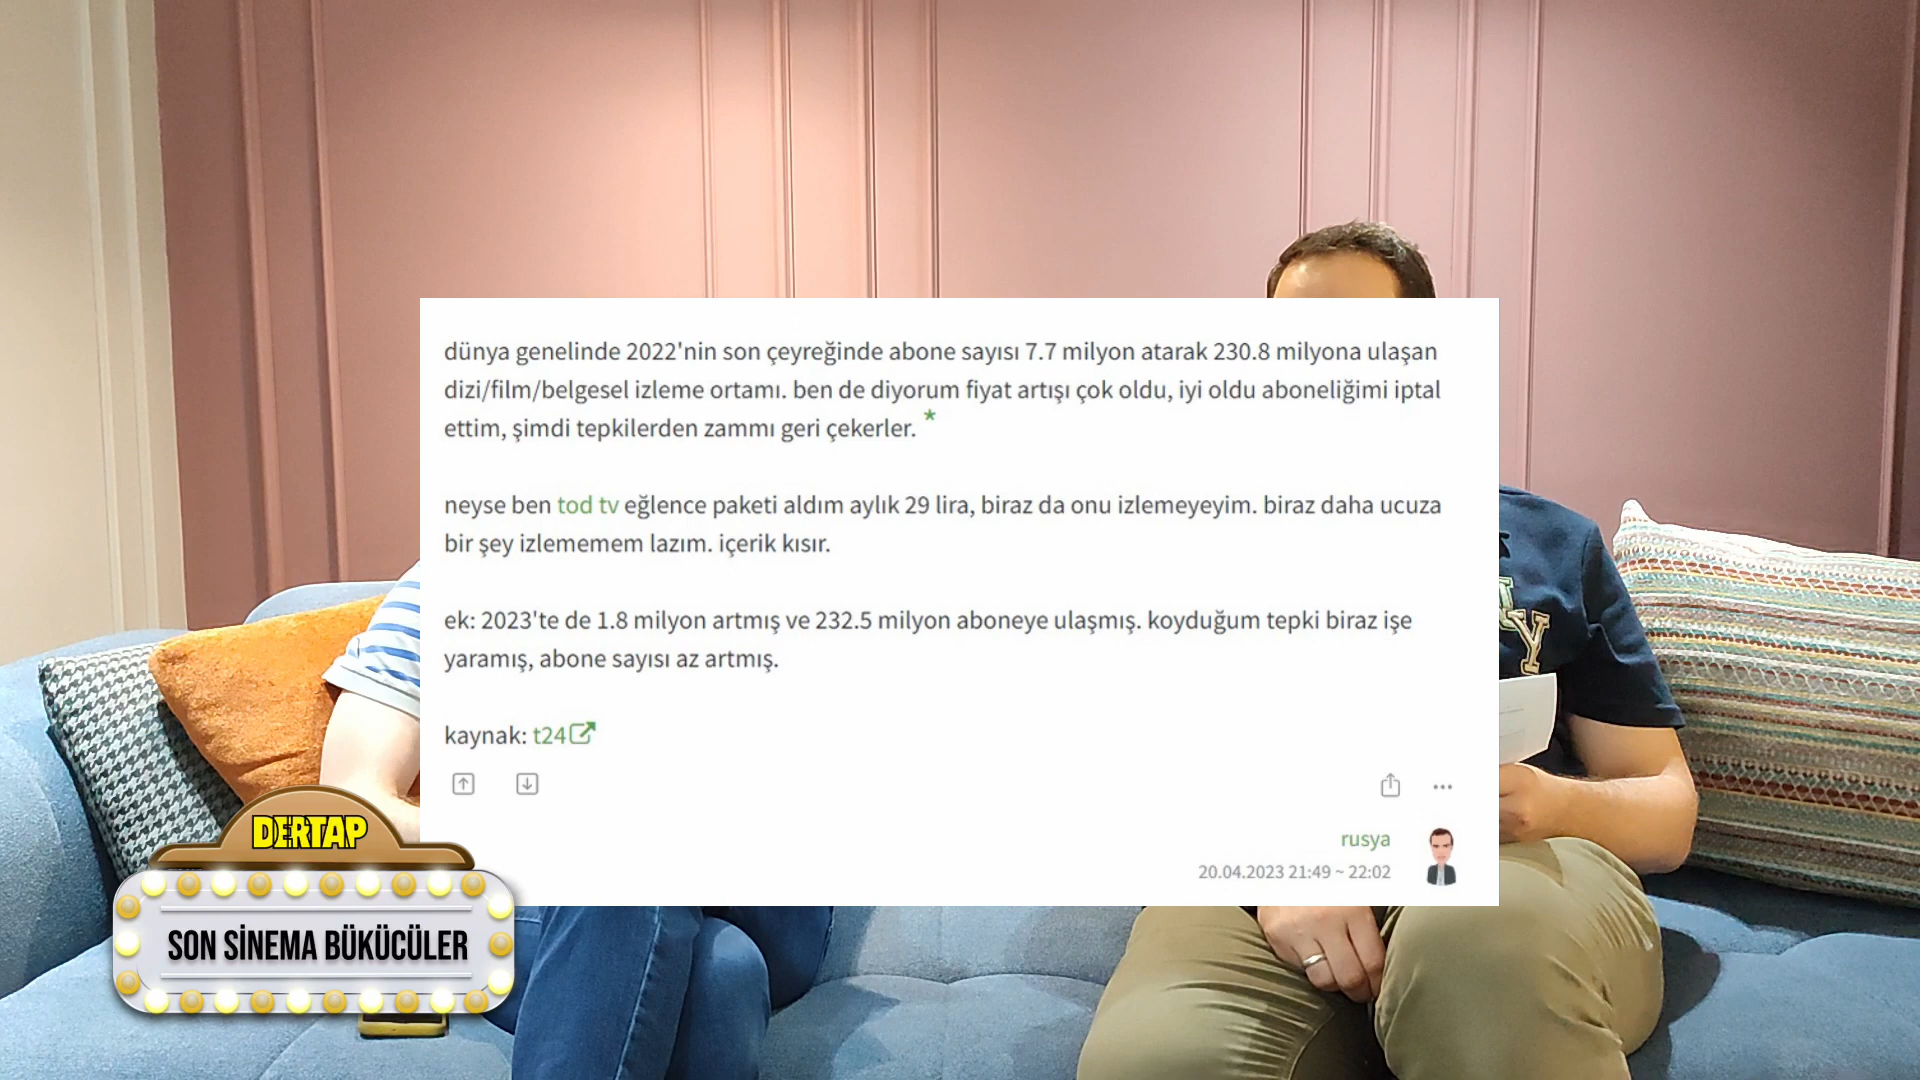 dünya genelinde 2022'nin son çeyreğinde abone sayısı 7.7 milyon atarak 230.8 milyona ulaşan
dizi/film/belgesel izleme ortamı. ben de diyorum fiyat artışı çok oldu, iyi oldu aboneliğimi iptal
ettim, şimdi tepkilerden zammı geri çekerler. *
neyse ben tod tv eğlence paketi aldım aylık 29 lira, biraz da onu izlemeyeyim. biraz daha ucuza
bir şey izlememem lazım. içerik kısır.
ek: 2023'te de 1.8 milyon artmış ve 232.5 milyon aboneye ulaşmış. koyduğum tepki biraz işe
yaramış, abone sayısı az artmış.
kaynak: t24
rusya
20.04.2023 21:49 ~ 22:02
DERTAP
SON SİNEMA BÜKÜCÜLER